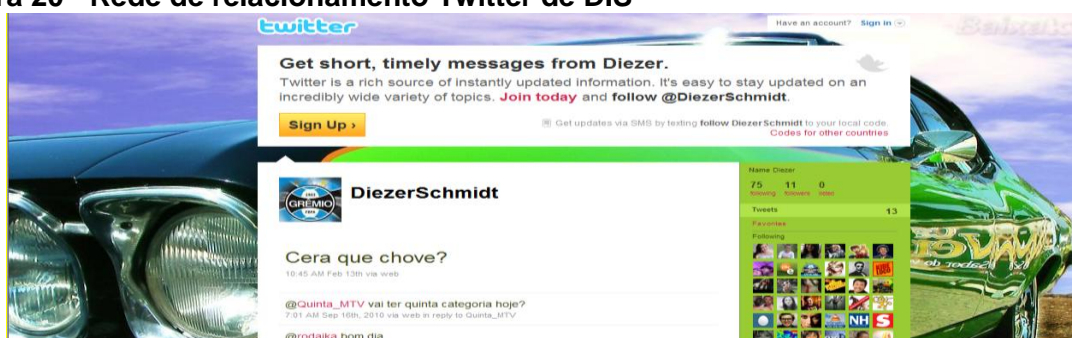 ra 20 - Rede de relacionamento Twitter de DIS
twitter
Have an account? Sign in
Get short, timely messages from Diezer.
Twitter is a rich source of instantly updated information. It's easy to stay updated on an
incredibly wide variety of topics. Join today and follow @DiezerSchmidt.
Sign Up ›
Get updates via SMS by texting follow DiezerSchmidt to your local code.
Codes for other countries
GRÊMIO
DiezerSchmidt
Name Diezer
75 11 0
following followers listed
Tweets 13
Favorites
Following
Cera que chove?
10:45 AM Feb 13th via web
@Quinta_MTV vai ter quinta categoria hoje?
7:01 AM Sep 16th, 2010 via web in reply to Quinta_MTV
@rodaika bom dia
NH S